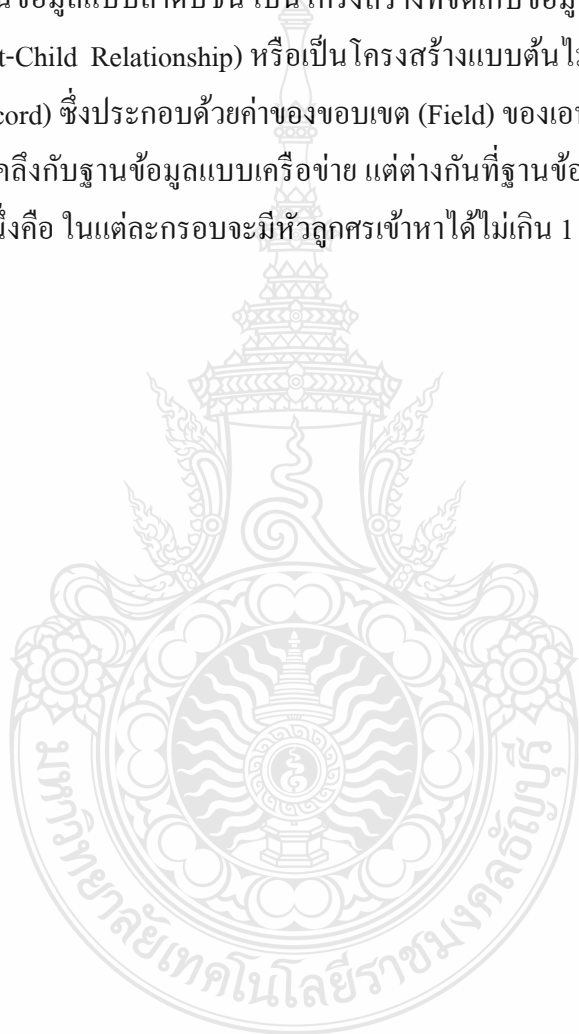 นข้อมูลแบบลำดับชั้น เป็นโครงสร้างที่จัดเก็บข้อมู
t-Child Relationship) หรือเป็นโครงสร้างแบบต้นไม
cord) ซึ่งประกอบด้วยค่าของขอบเขต (Field) ของเอน
คลึงกับฐานข้อมูลแบบเครือข่าย แต่ต่างกันที่ฐานข้อ
นึ่งคือ ในแต่ละกรอบจะมีหัวลูกศรเข้าหาได้ไม่เกิน 1
มหาวิทยาลัยเทคโนโลยีราชมงคลธัญบุรี